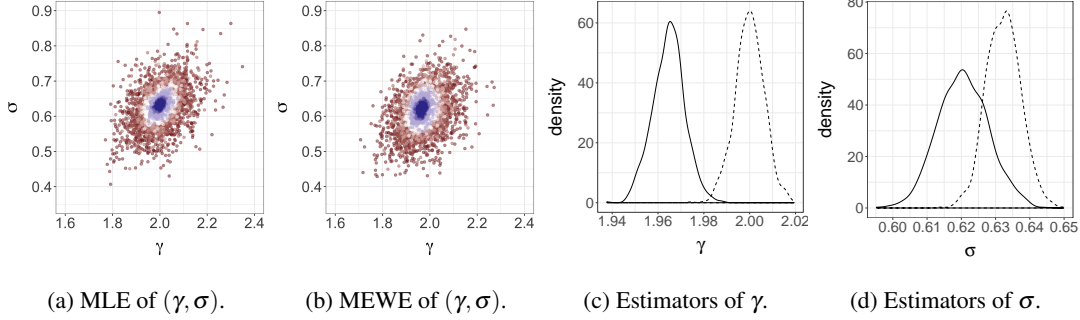 0.9
0.8
0.7
0.6
0.5
0.4
σ
1.6 1.8 2.0 2.2 2.4
γ
(a) MLE of (γ,σ).
0.9
0.8
0.7
0.6
0.5
0.4
σ
1.6 1.8 2.0 2.2 2.4
γ
(b) MEWE of (γ,σ).
60
40
20
0
density
1.94 1.96 1.98 2.00 2.02
γ
(c) Estimators of γ.
80
60
40
20
0
density
0.60 0.61 0.62 0.63 0.64 0.65
σ
(d) Estimators of σ.